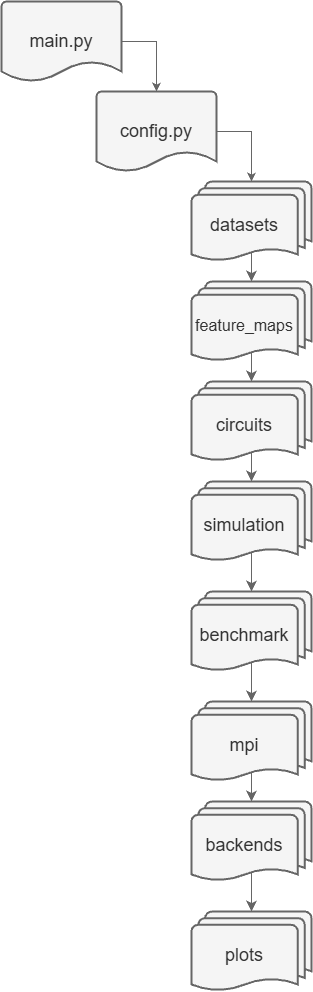 main.py
config.py
datasets
feature_maps
circuits
simulation
benchmark
mpi
backends
plots